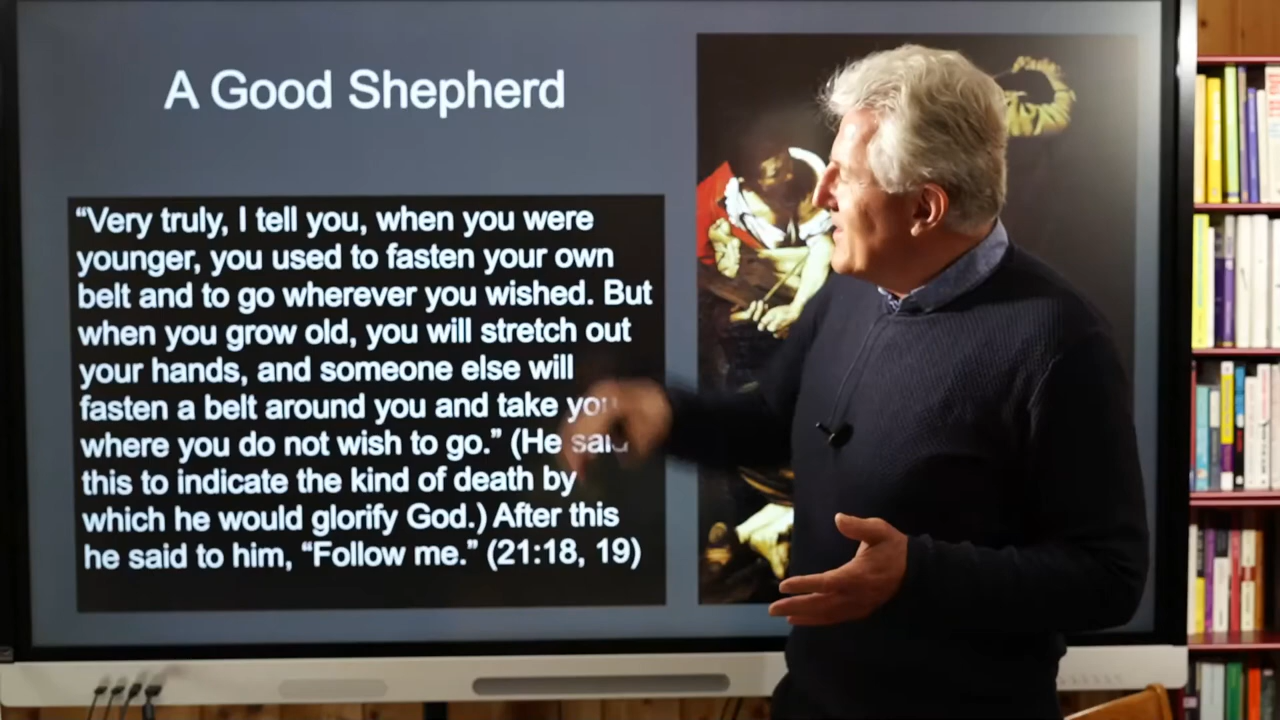 A Good Shepherd
“Very truly, I tell you, when you were
younger, you used to fasten your own
belt and to go wherever you wished. But
when you grow old, you will stretch out
your hands, and someone else will
fasten a belt around you and take you
where you do not wish to go.” (He said
this to indicate the kind of death by
which he would glorify God.) After this
he said to him, “Follow me.” (21:18, 19)